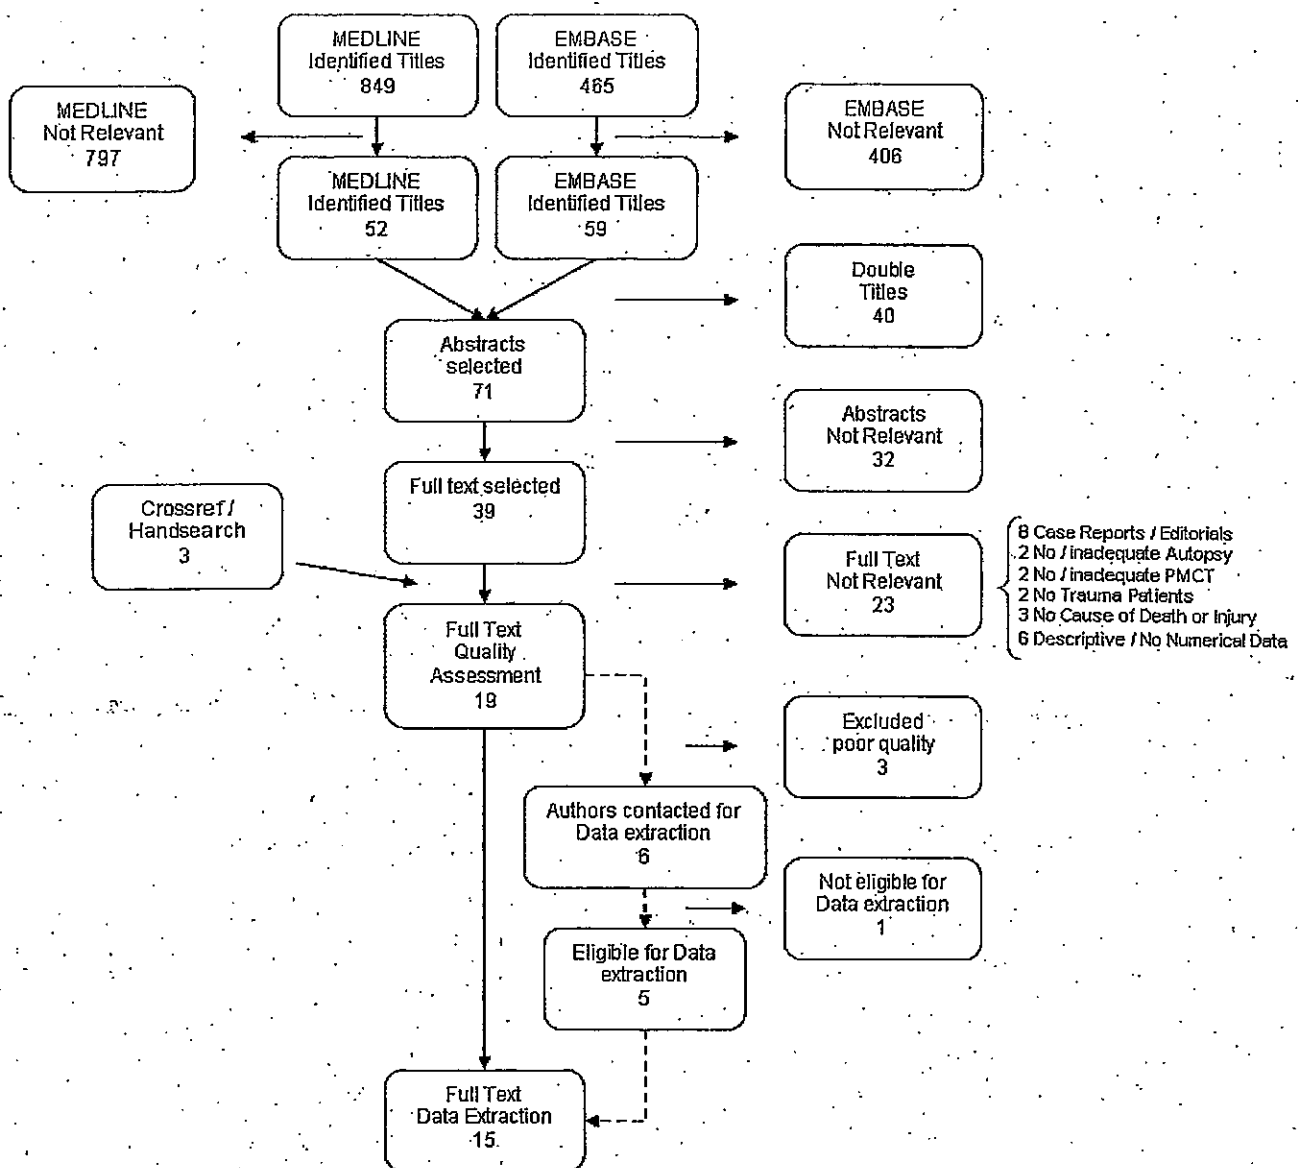 MEDLINE
Identified Titles
849
EMBASE
Identified Titles
465
MEDLINE
Not Relevant
797
EMBASE
Not Relevant
406
MEDLINE
Identified Titles
52
EMBASE
Identified Titles
59
Double
Titles
40
Abstracts
selected
71
Abstracts
Not Relevant
32
Full text selected
39
Crossref /
Handsearch
3
Full Text
Not Relevant
23
8 Case Reports / Editorials
2 No / inadequate Autopsy
2 No / inadequate PMCT
2 No Trauma Patients
3 No Cause of Death or Injury
6 Descriptive / No Numerical Data
Full Text
Quality
Assessment
19
Excluded
poor quality
3
Authors contacted for
Data extraction
6
Not eligible for
Data extraction
1
Eligible for Data
extraction
5
Full Text
Data Extraction
15